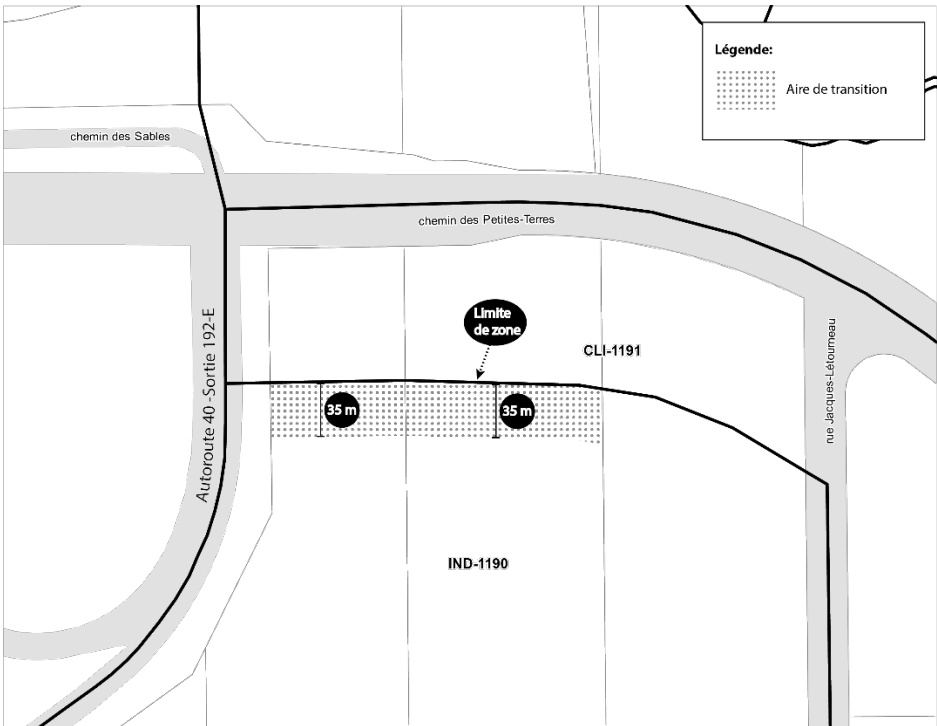 Légende:
Aire de transition
chemin des Sables
chemin des Petites-Terres
Autoroute 40 -Sortie 192-E
Limite
de zone
CLI-1191
rue Jacques-Létourneau
35 m
35 m
IND-1190